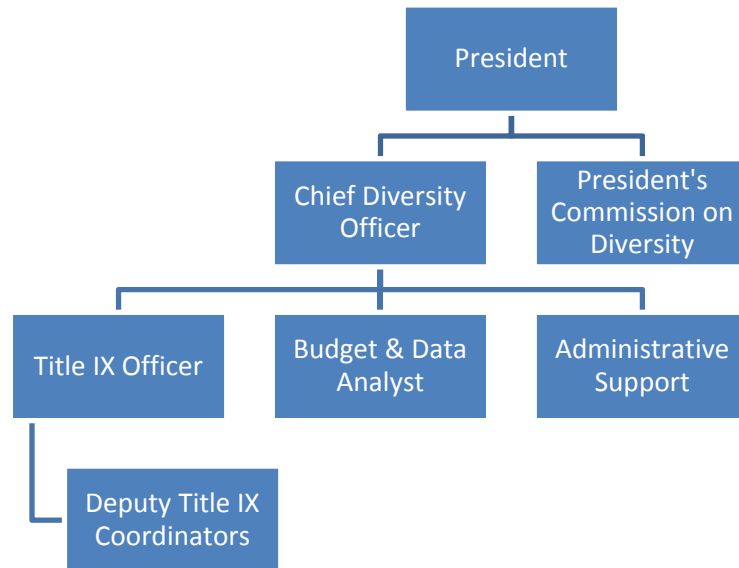 President
Chief Diversity
Officer
President's
Commission on
Diversity
Title IX Officer
Budget & Data
Analyst
Administrative
Support
Deputy Title IX
Coordinators